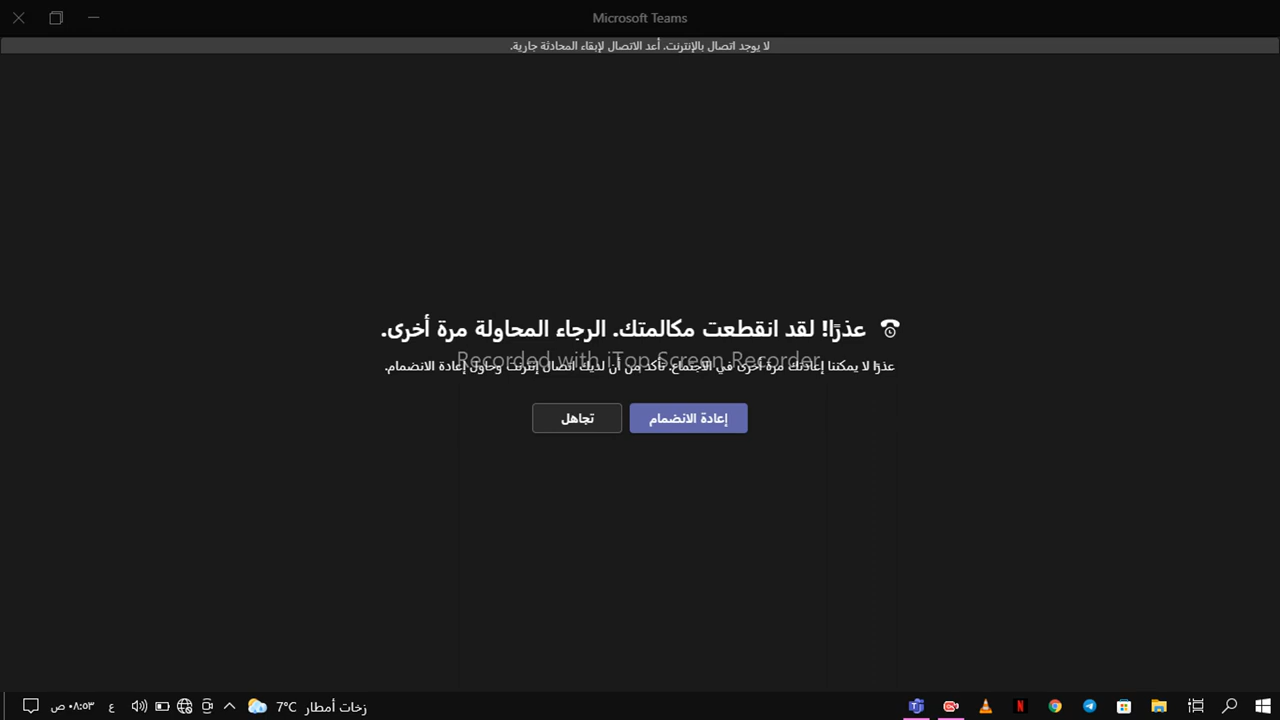 Microsoft Teams
لا يوجد اتصال بالإنترنت. أعد الاتصال لإبقاء المحادثة جارية.
عذرًا! لقد انقطعت مكالمتك. الرجاء المحاولة مرة أخرى.
Recorded with iTop Screen Recorder
عذرًا لا يمكننا إعادتك مرة أخرى في الاجتماع. تأكد من أن لديك اتصال إنترنت وحاول إعادة الانضمام.
إعادة الانضمام
تجاهل
زخات أمطار 7°C
ع
٠٨:٥٣ ص